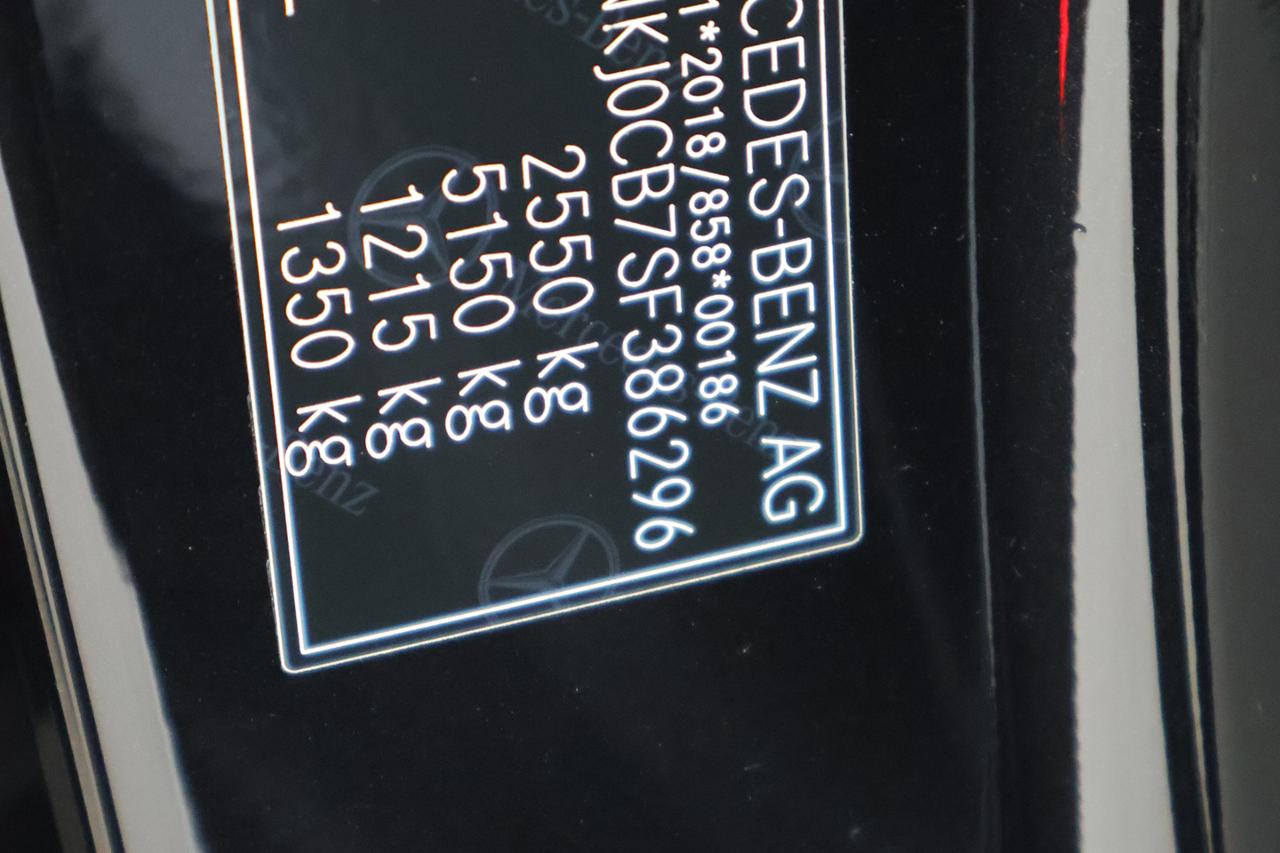 CEDES-BENZ AG
1*2018/858*00186
NKJ0CB7SF386296
2550 kg
5150 kg
1215 kg
1350 kg